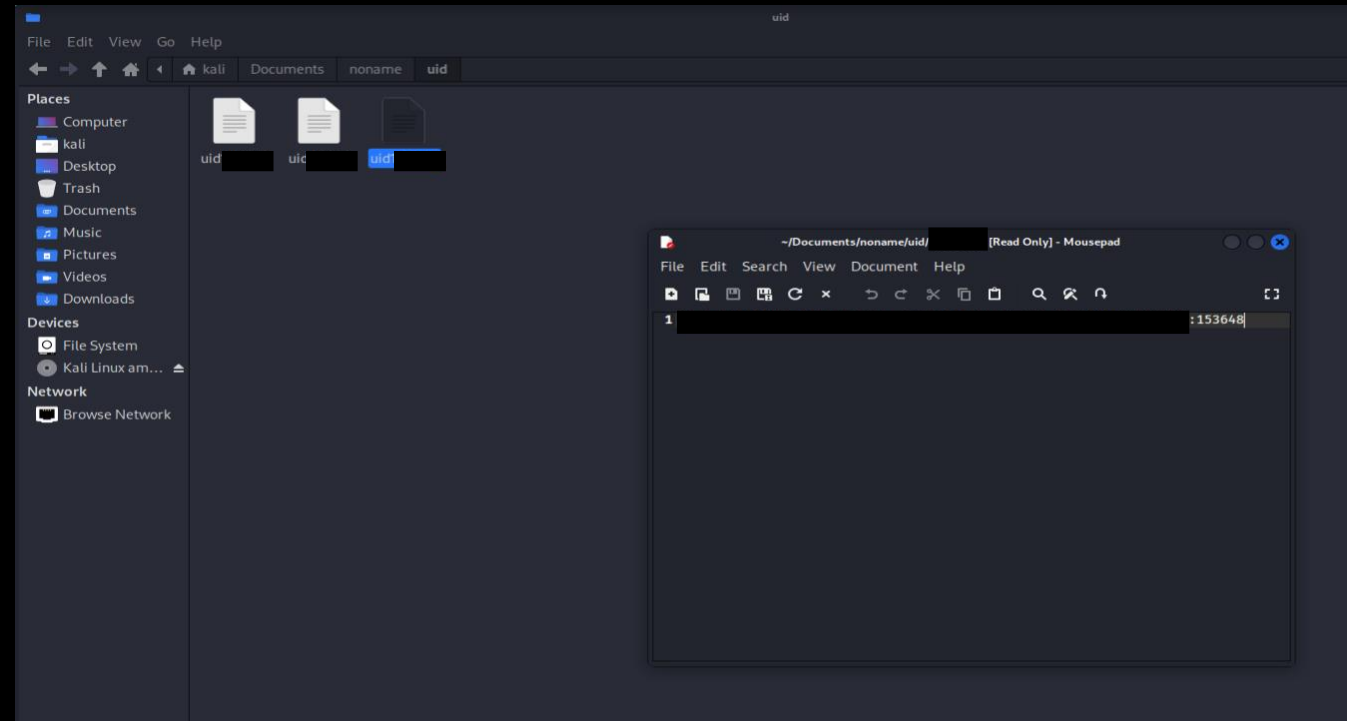 uid
File Edit View Go Help
kali Documents noname uid
Places
Computer
kali
Desktop
Trash
Documents
Music
Pictures
Videos
Downloads
Devices
File System
Kali Linux am...
Network
Browse Network
uid uid uid
~/Documents/noname/uid/ [Read Only] - Mousepad
File Edit Search View Document Help
1 :153648